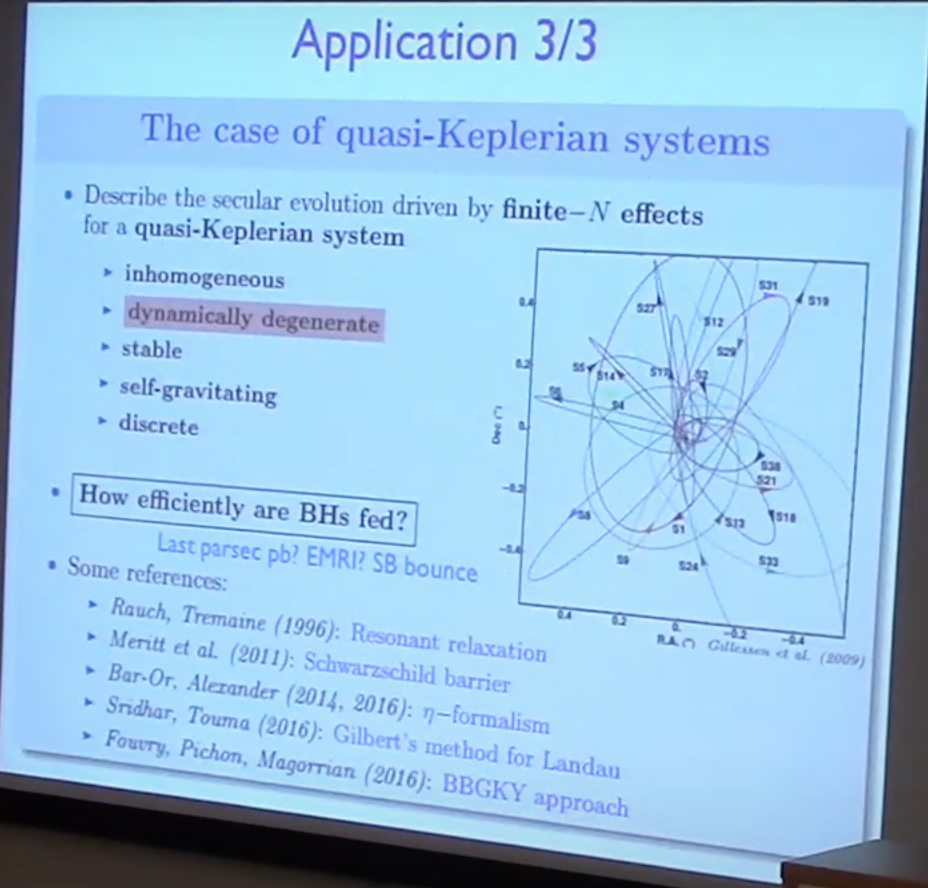 Application 3/3
The case of quasi-Keplerian systems
• Describe the secular evolution driven by finite−N effects
for a quasi-Keplerian system
▸ inhomogeneous
▸ dynamically degenerate
▸ stable
▸ self-gravitating
▸ discrete
• How efficiently are BHs fed?
Last parsec pb? EMRI? SB bounce
• Some references:
▸ Rauch, Tremaine (1996): Resonant relaxation
▸ Meritt et al. (2011): Schwarzschild barrier
▸ Bar-Or, Alexander (2014, 2016): η−formalism
▸ Sridhar, Touma (2016): Gilbert's method for Landau
▸ Fouvry, Pichon, Magorrian (2016): BBGKY approach
S31
S19
S27
S12
S29
S5
S14
S17
S2
S6
S4
S38
S21
S8
S1
S13
S18
S9
S24
S33
Dec (")
0.4
0.2
0.
−0.2
−0.4
0.4
0.2
0.
−0.2
−0.4
R.A. (")
Gillessen et al. (2009)